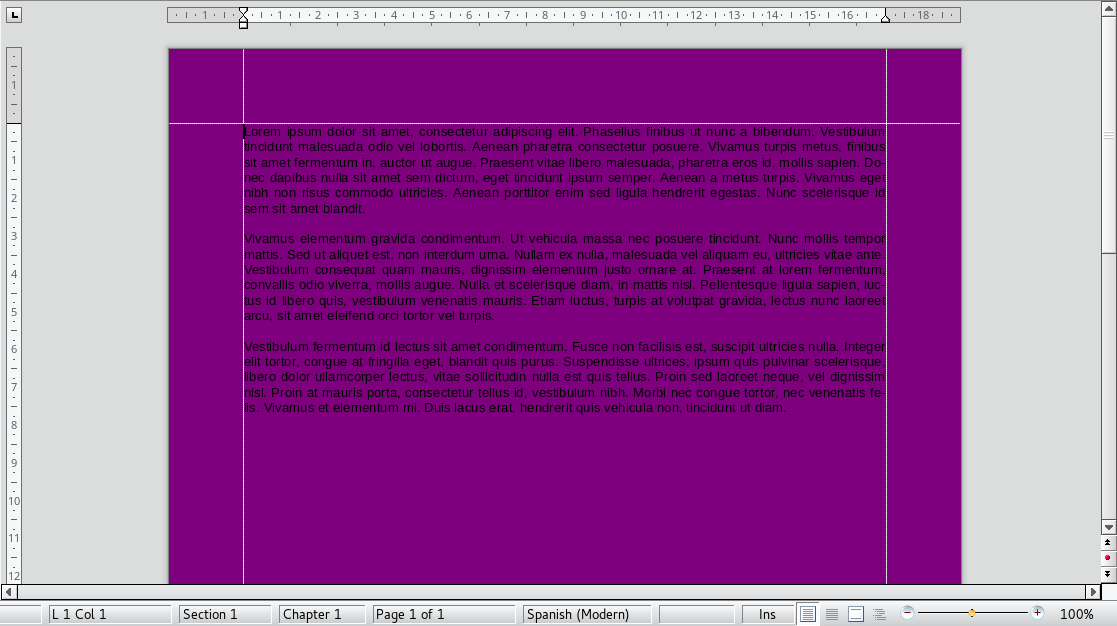 1 1 2 3 4 5 6 7 8 9 10 11 12 13 14 15 16 18
Lorem ipsum dolor sit amet, consectetur adipiscing elit. Phasellus finibus ut nunc a bibendum. Vestibulum
tincidunt malesuada odio vel lobortis. Aenean pharetra consectetur posuere. Vivamus turpis metus, finibus
sit amet fermentum in, auctor ut augue. Praesent vitae libero malesuada, pharetra eros id, mollis sapien. Do-
nec dapibus nulla sit amet sem dictum, eget tincidunt ipsum semper. Aenean a metus turpis. Vivamus eget
nibh non risus commodo ultricies. Aenean porttitor enim sed ligula hendrerit egestas. Nunc scelerisque id
sem sit amet blandit.
Vivamus elementum gravida condimentum. Ut vehicula massa nec posuere tincidunt. Nunc mollis tempor
mattis. Sed ut aliquet est, non interdum urna. Nullam ex nulla, malesuada vel aliquam eu, ultricies vitae ante.
Vestibulum consequat quam mauris, dignissim elementum justo ornare at. Praesent at lorem fermentum,
convallis odio viverra, mollis augue. Nulla et scelerisque diam, in mattis nisl. Pellentesque ligula sapien, luc-
tus id libero quis, vestibulum venenatis mauris. Etiam luctus, turpis at volutpat gravida, lectus nunc laoreet
arcu, sit amet eleifend orci tortor vel turpis.
Vestibulum fermentum id lectus sit amet condimentum. Fusce non facilisis est, suscipit ultricies nulla. Integer
elit tortor, congue at fringilla eget, blandit quis purus. Suspendisse ultrices, ipsum quis pulvinar scelerisque,
libero dolor ullamcorper lectus, vitae sollicitudin nulla est quis tellus. Proin sed laoreet neque, vel dignissim
nisl. Proin at mauris porta, consectetur tellus id, vestibulum nibh. Morbi nec congue tortor, nec venenatis fe-
lis. Vivamus et elementum mi. Duis lacus erat, hendrerit quis vehicula non, tincidunt ut diam.
1
1
2
3
4
5
6
7
8
9
10
11
12
L 1 Col 1 Section 1 Chapter 1 Page 1 of 1 Spanish (Modern) Ins 100%